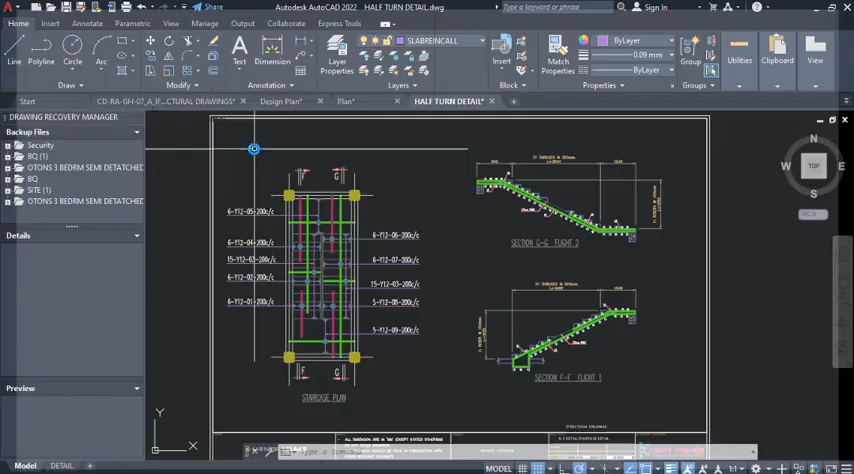 Share
Autodesk AutoCAD 2022
HALF TURN DETAIL.dwg
Type a keyword or phrase
Sign In
Home
Insert
Annotate
Parametric
View
Manage
Output
Collaborate
Express Tools
Line
Polyline
Circle
Arc
Text
Dimension
Layer
Properties
SLABREINCALL
Insert
Match
Properties
ByLayer
0.09 mm
ByLayer
Group
Utilities
Clipboard
View
Draw
Modify
Annotation
Layers
Block
Properties
Groups
Start
CD-RA-GH-07_A_IF...CTURAL DRAWINGS*
Design Plan*
Plan*
HALF TURN DETAIL*
DRAWING RECOVERY MANAGER
Backup Files
Security
BQ (1)
OTONS 3 BEDRM SEMI DETATCHED
BQ
SITE (1)
OTONS 3 BEDRM SEMI DETATCHED
Details
Preview
N
W
TOP
E
S
WCS
F
G
6-Y12-05-200c/c
6-Y12-04-200c/c
15-Y12-03-200c/c
6-Y12-02-200c/c
6-Y12-01-200c/c
6-Y12-06-200c/c
6-Y12-07-200c/c
15-Y12-03-200c/c
5-Y12-08-200c/c
5-Y12-09-200c/c
F
G
STAIRCASE PLAN
SECTION G-G FLIGHT 2
SECTION F-F FLIGHT 1
STRUCTURAL DRAWINGS
Y
X
Type a command
Model
DETAIL
MODEL
1:1